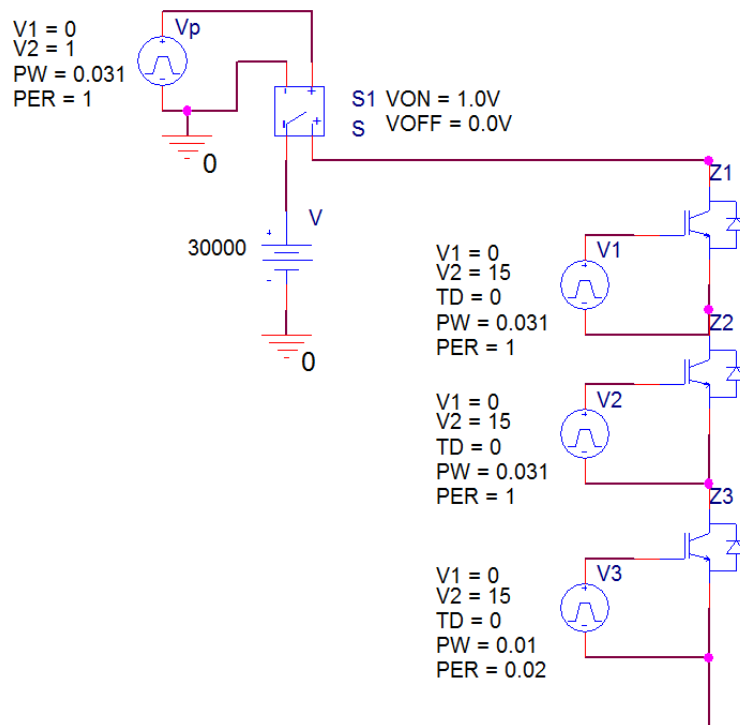 V1 = 0
V2 = 1
PW = 0.031
PER = 1
Vp
S1
S
VON = 1.0V
VOFF = 0.0V
0
V
30000
0
Z1
V1
V1 = 0
V2 = 15
TD = 0
PW = 0.031
PER = 1
Z2
V2
V1 = 0
V2 = 15
TD = 0
PW = 0.031
PER = 1
Z3
V3
V1 = 0
V2 = 15
TD = 0
PW = 0.01
PER = 0.02